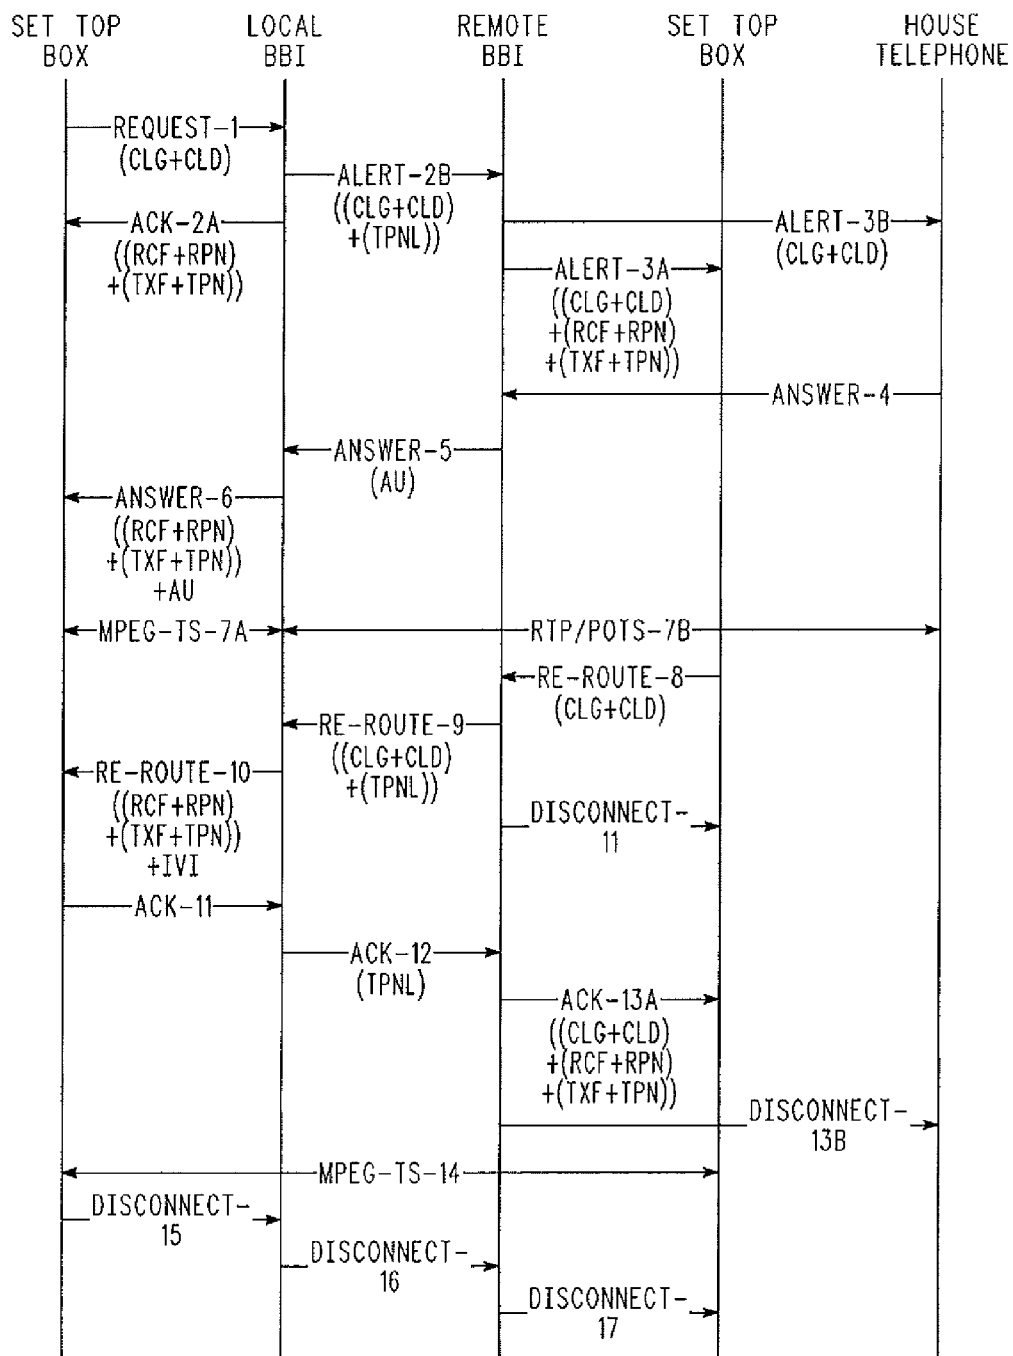 SET TOP
BOX
LOCAL
BBI
REMOTE
BBI
SET TOP
BOX
HOUSE
TELEPHONE
REQUEST-1
(CLG+CLD)
ALERT-2B
((CLG+CLD)
+(TPNL))
ACK-2A
((RCF+RPN)
+(TXF+TPN))
ALERT-3B
(CLG+CLD)
ALERT-3A
((CLG+CLD)
+(RCF+RPN)
+(TXF+TPN))
ANSWER-4
ANSWER-5
(AU)
ANSWER-6
((RCF+RPN)
+(TXF+TPN))
+AU
MPEG-TS-7A
RTP/POTS-7B
RE-ROUTE-8
(CLG+CLD)
RE-ROUTE-9
((CLG+CLD)
+(TPNL))
RE-ROUTE-10
((RCF+RPN)
+(TXF+TPN))
+IVI
DISCONNECT-
11
ACK-11
ACK-12
(TPNL)
ACK-13A
((CLG+CLD)
+(RCF+RPN)
+(TXF+TPN))
DISCONNECT-
13B
MPEG-TS-14
DISCONNECT-
15
DISCONNECT-
16
DISCONNECT-
17